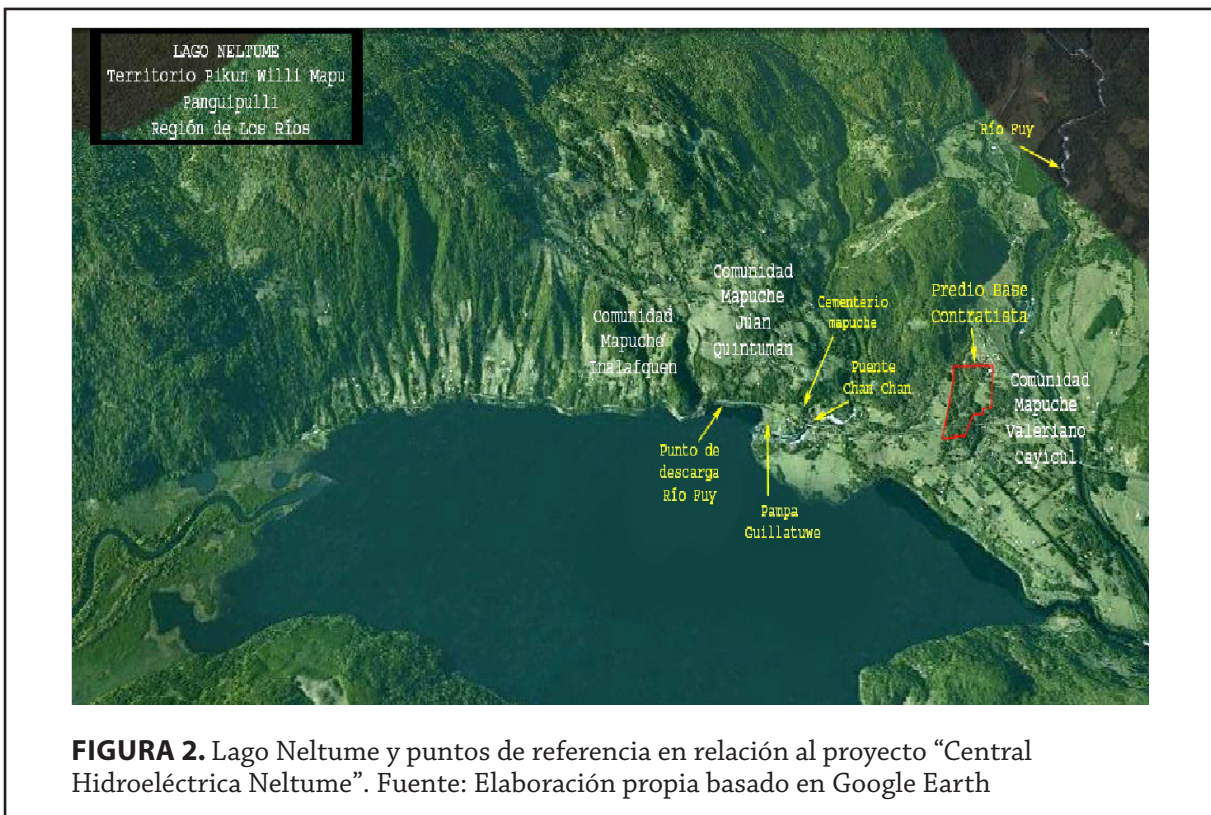 LAGO NELTUME
Territorio Pikun Willi Mapu
Panguipulli
Región de Los Ríos
Río Fuy
Comunidad
Mapuche
Juan
Quintuman
Cementerio
mapuche
Predio Base
Contratista
Comunidad
Mapuche
Inalafquen
Puente
Chan Chan
Comunidad
Mapuche
Valeriano
Cayicul.
Punto de
descarga
Río Fuy
Pampa
Guillatuwe
FIGURA 2. Lago Neltume y puntos de referencia en relación al proyecto “Central
Hidroeléctrica Neltume”. Fuente: Elaboración propia basado en Google Earth